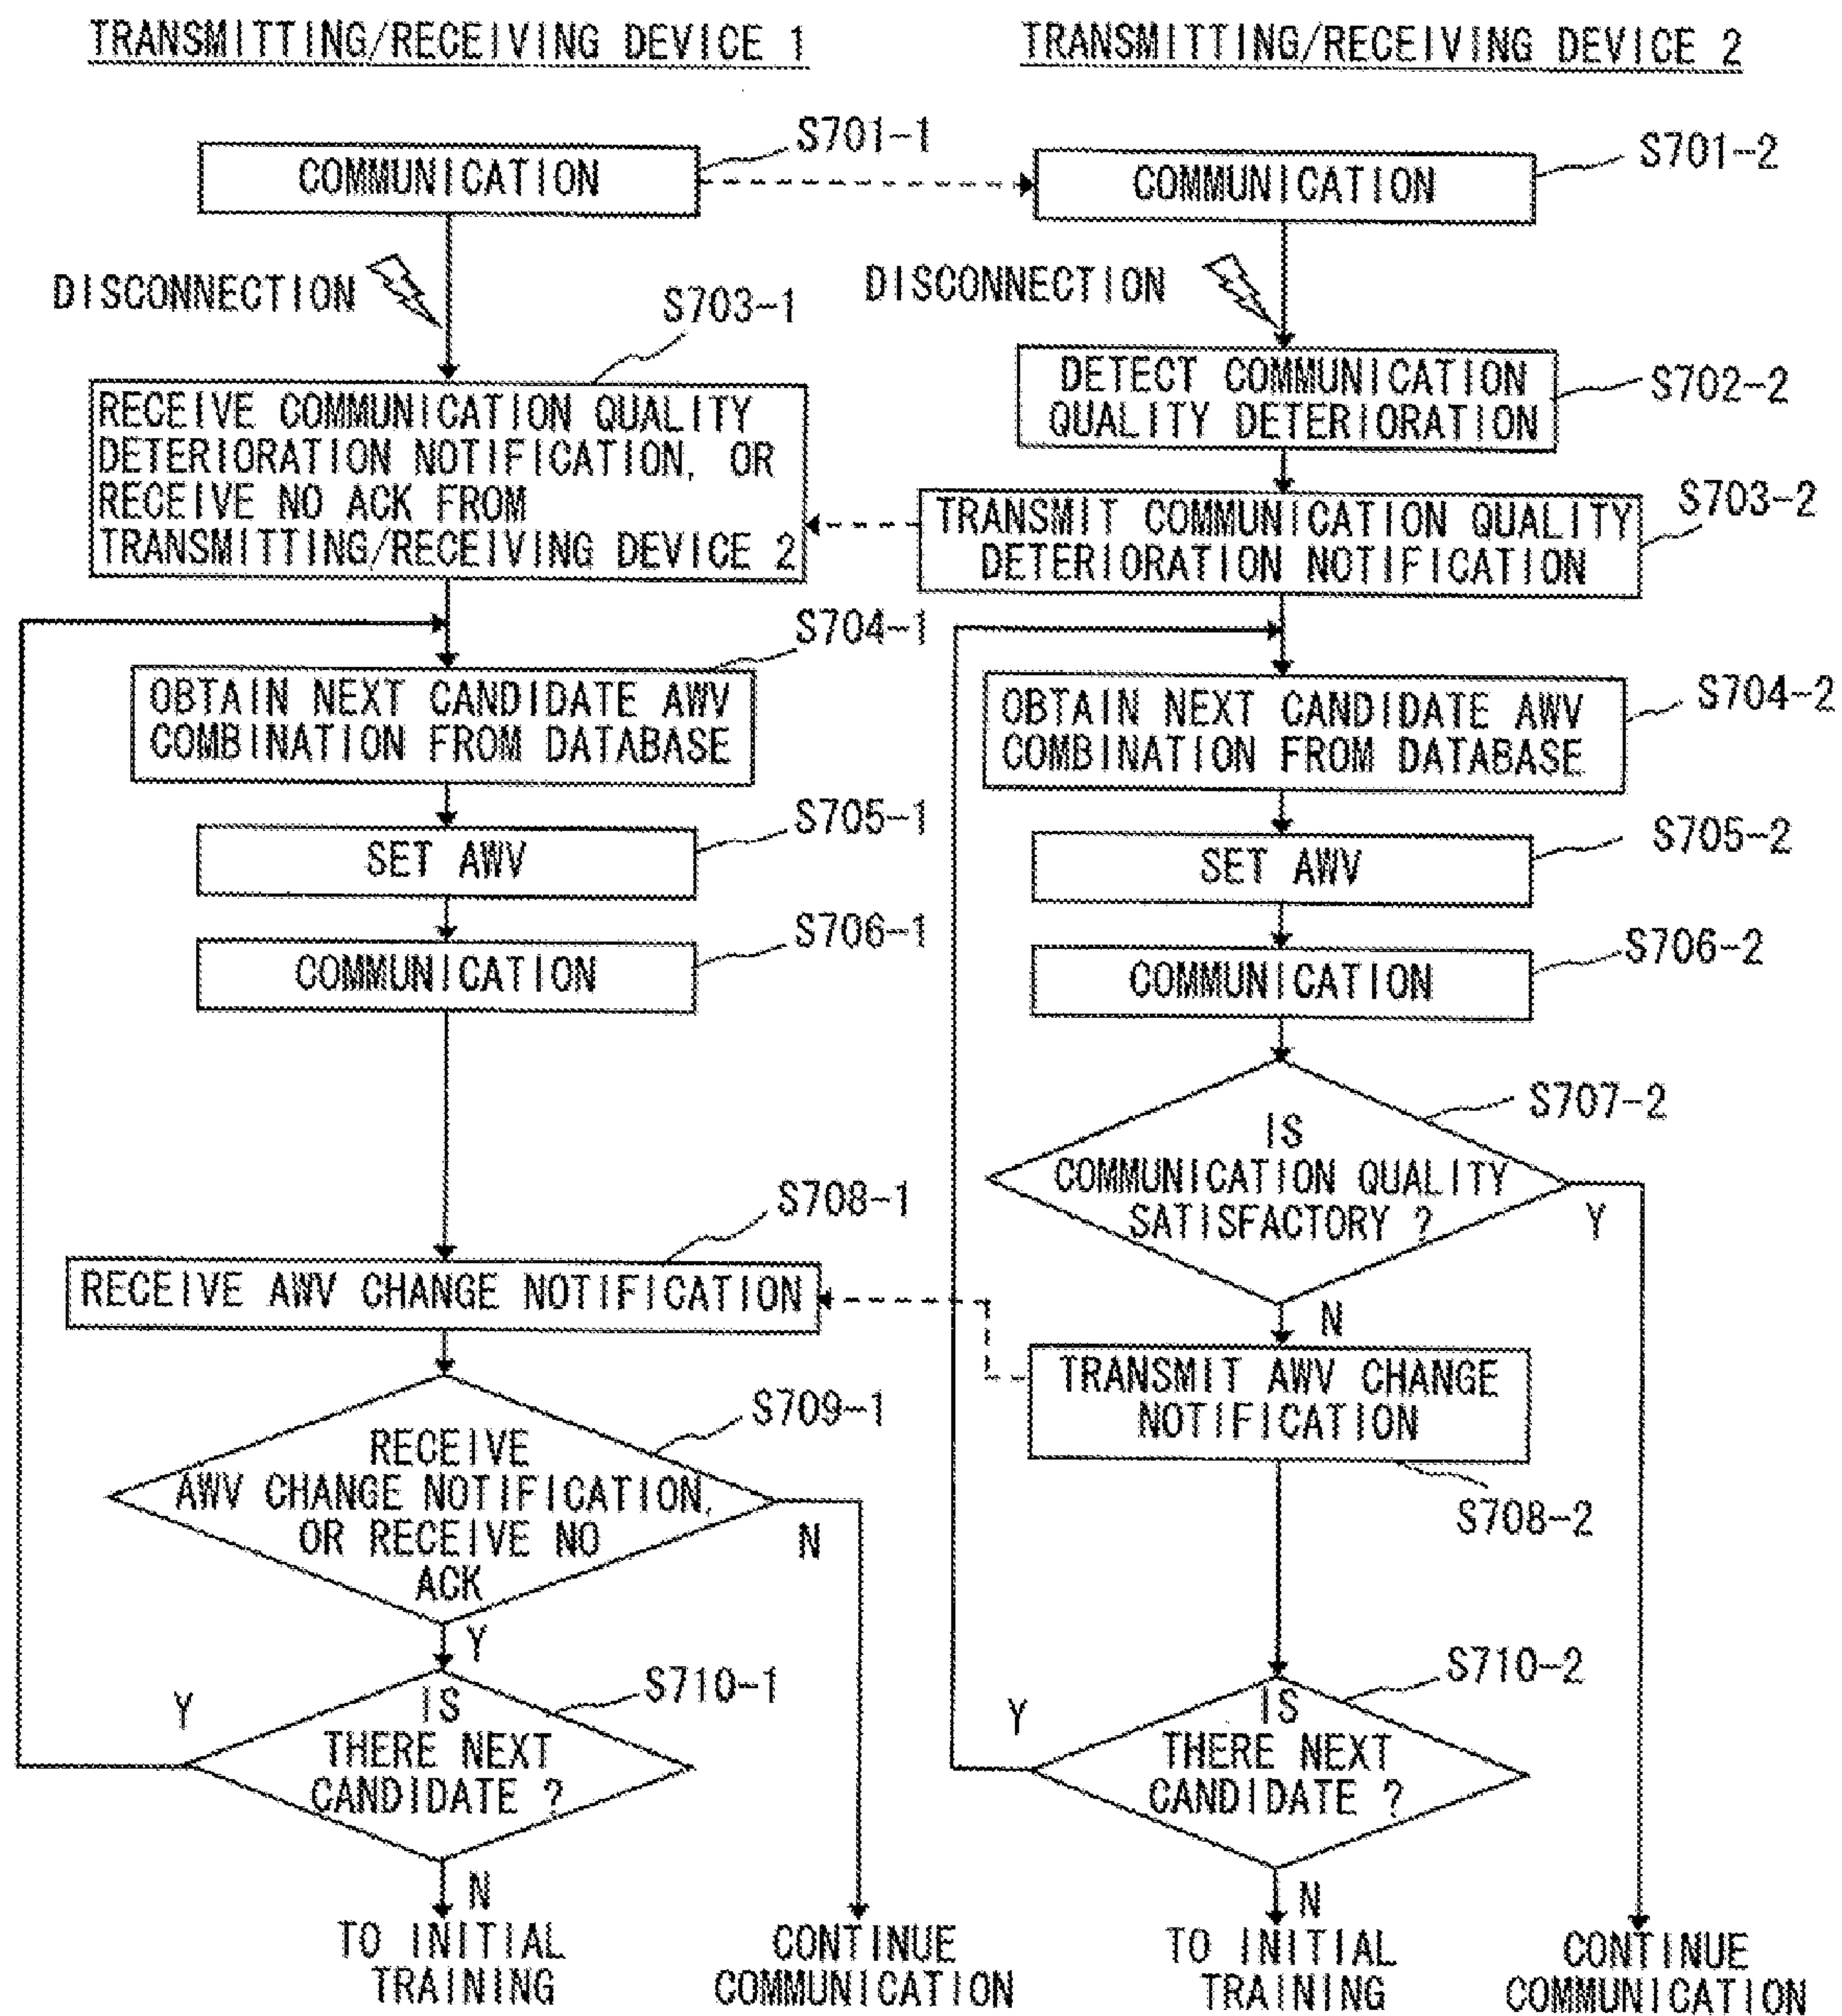 TRANSMITTING/RECEIVING DEVICE 1
TRANSMITTING/RECEIVING DEVICE 2
S701-1
COMMUNICATION
S701-2
COMMUNICATION
DISCONNECTION
DISCONNECTION
S703-1
RECEIVE COMMUNICATION QUALITY
DETERIORATION NOTIFICATION, OR
RECEIVE NO ACK FROM
TRANSMITTING/RECEIVING DEVICE 2
S702-2
DETECT COMMUNICATION
QUALITY DETERIORATION
S703-2
TRANSMIT COMMUNICATION QUALITY
DETERIORATION NOTIFICATION
S704-1
OBTAIN NEXT CANDIDATE AWV
COMBINATION FROM DATABASE
S704-2
OBTAIN NEXT CANDIDATE AWV
COMBINATION FROM DATABASE
S705-1
SET AWV
S705-2
SET AWV
S706-1
COMMUNICATION
S706-2
COMMUNICATION
S707-2
IS
COMMUNICATION QUALITY
SATISFACTORY ?
Y
N
S708-1
RECEIVE AWV CHANGE NOTIFICATION
TRANSMIT AWV CHANGE
NOTIFICATION
S708-2
S709-1
RECEIVE
AWV CHANGE NOTIFICATION,
OR RECEIVE NO
ACK
N
Y
S710-1
IS
THERE NEXT
CANDIDATE ?
Y
N
S710-2
IS
THERE NEXT
CANDIDATE ?
Y
N
TO INITIAL
TRAINING
CONTINUE
COMMUNICATION
TO INITIAL
TRAINING
CONTINUE
COMMUNICATION